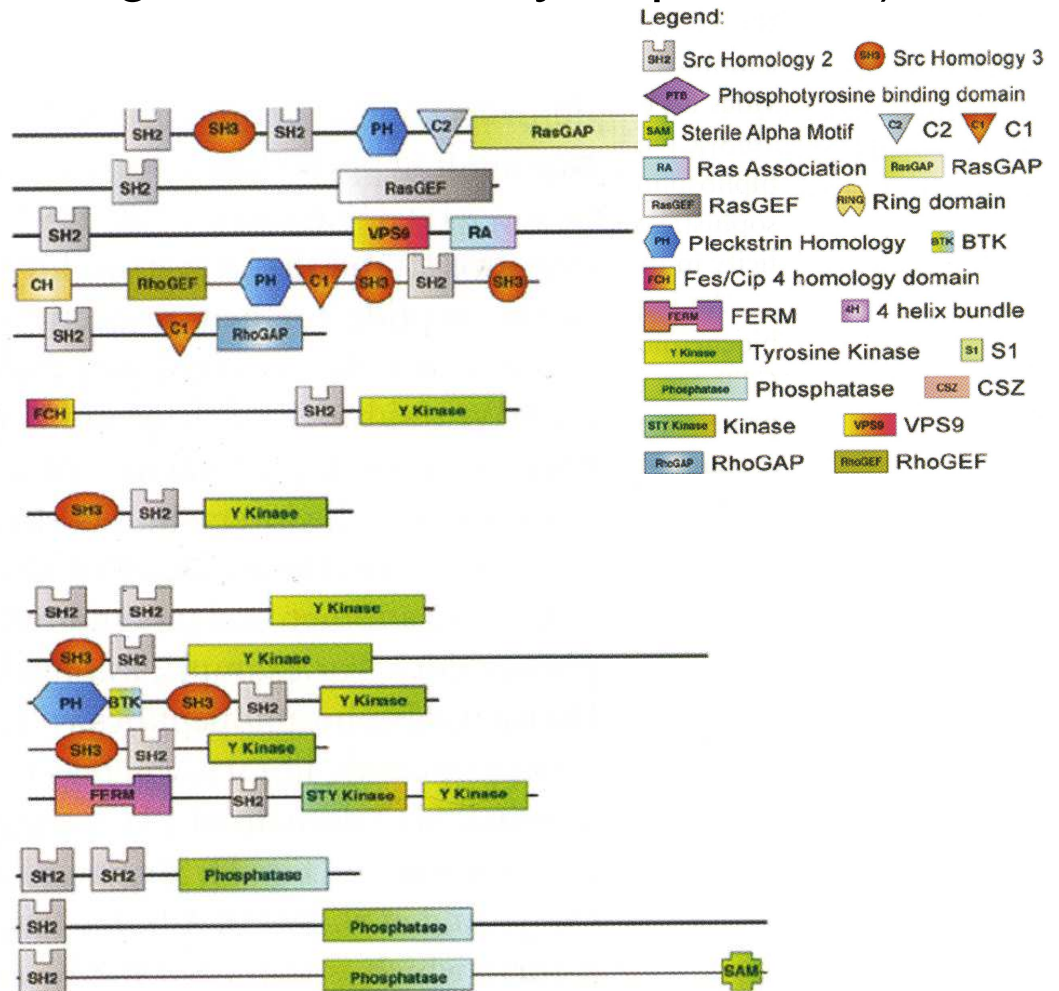 Legend:
SH2 Src Homology 2 SH3 Src Homology 3
PTB Phosphotyrosine binding domain
SAM Sterile Alpha Motif C2 C2 C1 C1
RA Ras Association RasGAP RasGAP
RasGEF RasGEF RING Ring domain
PH Pleckstrin Homology BTK BTK
FCH Fes/Cip 4 homology domain
FERM FERM 4H 4 helix bundle
Y Kinase Tyrosine Kinase S1 S1
Phosphatase Phosphatase CSZ CSZ
STY Kinase Kinase VPS9 VPS9
RhoGAP RhoGAP RhoGEF RhoGEF
SH2 SH3 SH2 PH C2 RasGAP
SH2 RasGEF
SH2 VPS9 RA
CH RhoGEF PH C1 SH3 SH2 SH3
SH2 C1 RhoGAP
FCH SH2 Y Kinase
SH3 SH2 Y Kinase
SH2 SH2 Y Kinase
SH3 SH2 Y Kinase
PH BTK SH3 SH2 Y Kinase
SH3 SH2 Y Kinase
FERM SH2 STY Kinase Y Kinase
SH2 SH2 Phosphatase
SH2 Phosphatase
SH2 Phosphatase SAM